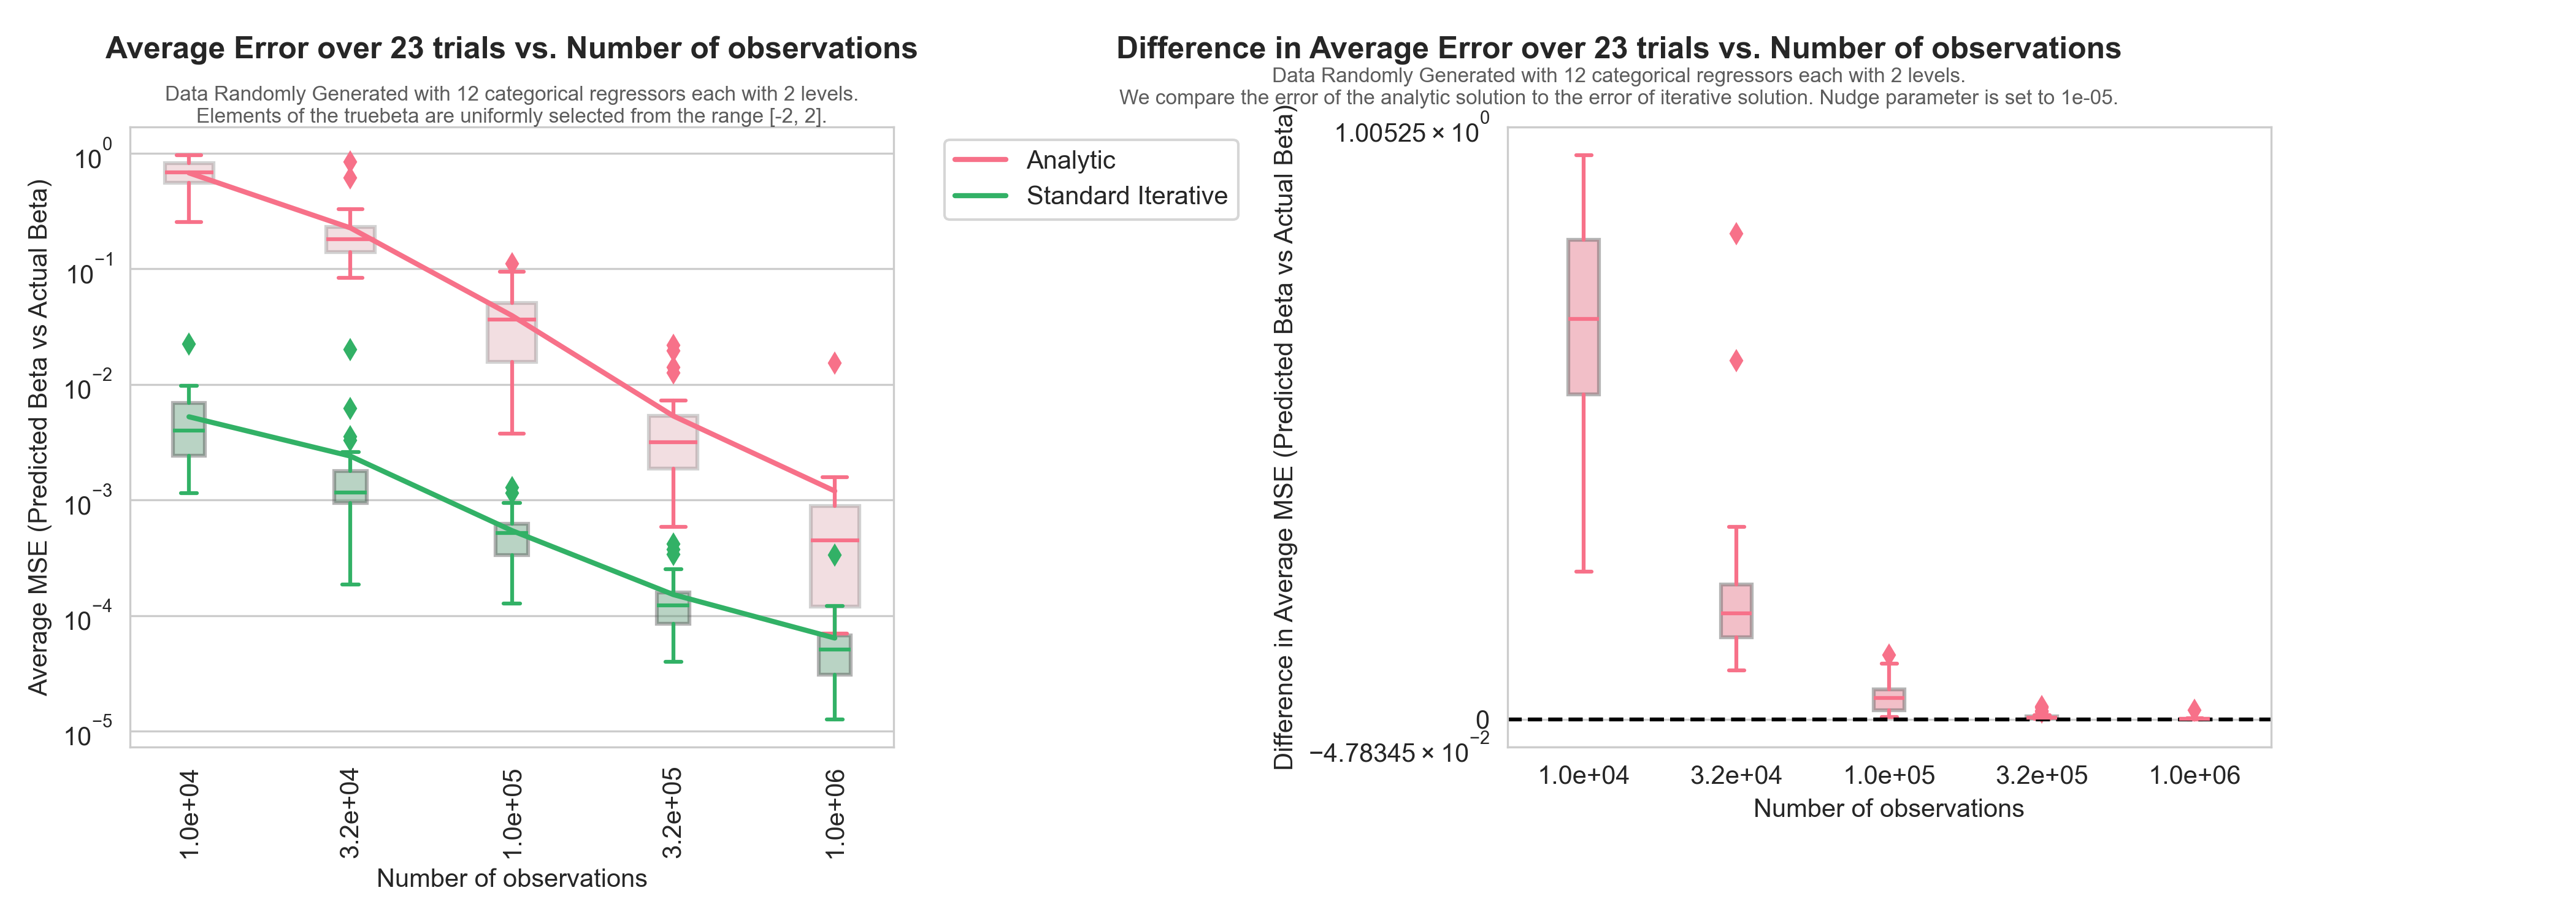 Average Error over 23 trials vs. Number of observations
Data Randomly Generated with 12 categorical regressors each with 2 levels.
Elements of the truebeta are uniformly selected from the range [-2, 2].
Average MSE (Predicted Beta vs Actual Beta)
10^0
10^−1
10^−2
10^−3
10^−4
10^−5
1.0e+04
3.2e+04
1.0e+05
3.2e+05
1.0e+06
Number of observations
Analytic
Standard Iterative
Difference in Average Error over 23 trials vs. Number of observations
Data Randomly Generated with 12 categorical regressors each with 2 levels.
We compare the error of the analytic solution to the error of iterative solution. Nudge parameter is set to 1e-05.
Difference in Average MSE (Predicted Beta vs Actual Beta)
1.00525 × 10^0
0
−4.78345 × 10^−2
1.0e+04
3.2e+04
1.0e+05
3.2e+05
1.0e+06
Number of observations